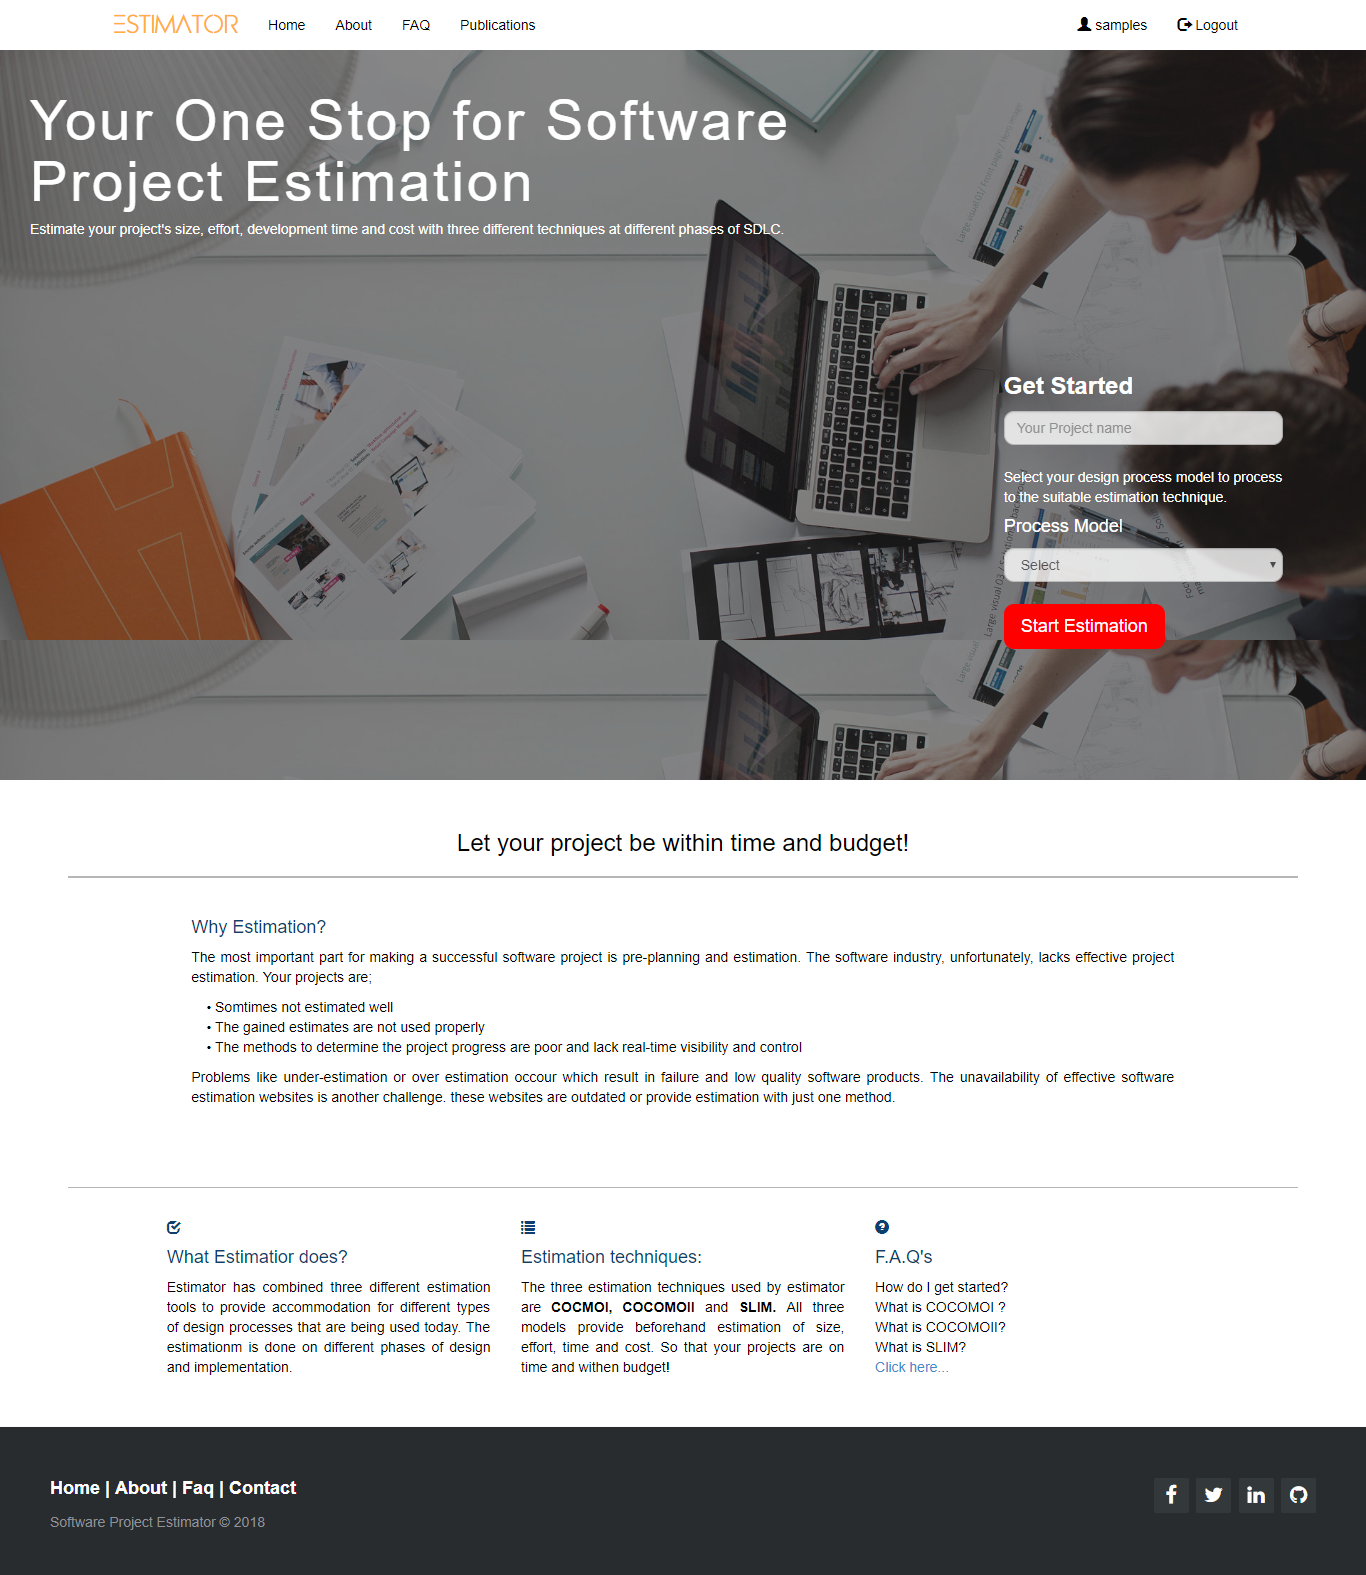 ESTIMATOR Home About FAQ Publications samples Logout
Your One Stop for Software
Project Estimation
Estimate your project's size, effort, development time and cost with three different techniques at different phases of SDLC.
Get Started
Your Project name
Select your design process model to process
to the suitable estimation technique.
Process Model
Select
Start Estimation
Let your project be within time and budget!
Why Estimation?
The most important part for making a successful software project is pre-planning and estimation. The software industry, unfortunately, lacks effective project
estimation. Your projects are;
• Somtimes not estimated well
• The gained estimates are not used properly
• The methods to determine the project progress are poor and lack real-time visibility and control
Problems like under-estimation or over estimation occour which result in failure and low quality software products. The unavailability of effective software
estimation websites is another challenge. these websites are outdated or provide estimation with just one method.
What Estimatior does?
Estimator has combined three different estimation
tools to provide accommodation for different types
of design processes that are being used today. The
estimationm is done on different phases of design
and implementation.
Estimation techniques:
The three estimation techniques used by estimator
are COCMOI, COCOMOII and SLIM. All three
models provide beforehand estimation of size,
effort, time and cost. So that your projects are on
time and withen budget!
F.A.Q's
How do I get started?
What is COCOMOI ?
What is COCOMOII?
What is SLIM?
Click here...
Home | About | Faq | Contact
Software Project Estimator © 2018